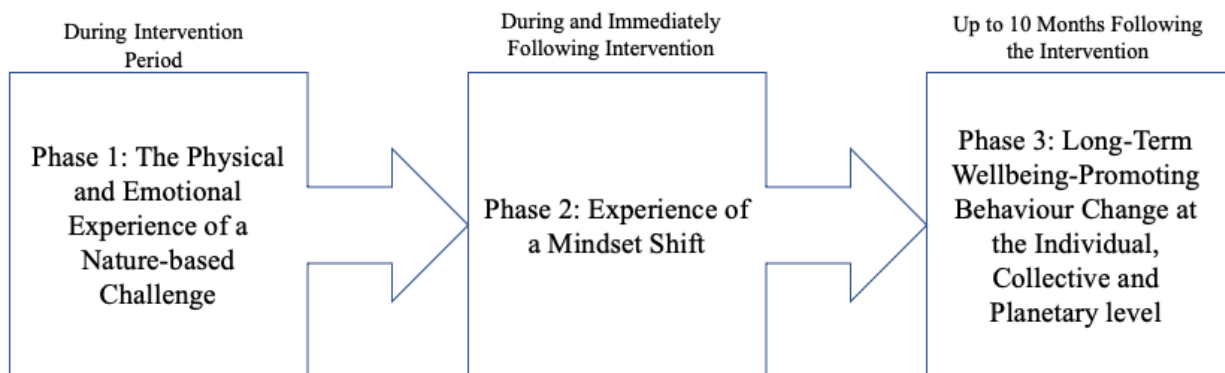 During Intervention
Period
During and Immediately
Following Intervention
Up to 10 Months Following
the Intervention
Phase 1: The Physical
and Emotional
Experience of a
Nature-based
Challenge
Phase 2: Experience of
a Mindset Shift
Phase 3: Long-Term
Wellbeing-Promoting
Behaviour Change at
the Individual,
Collective and
Planetary level